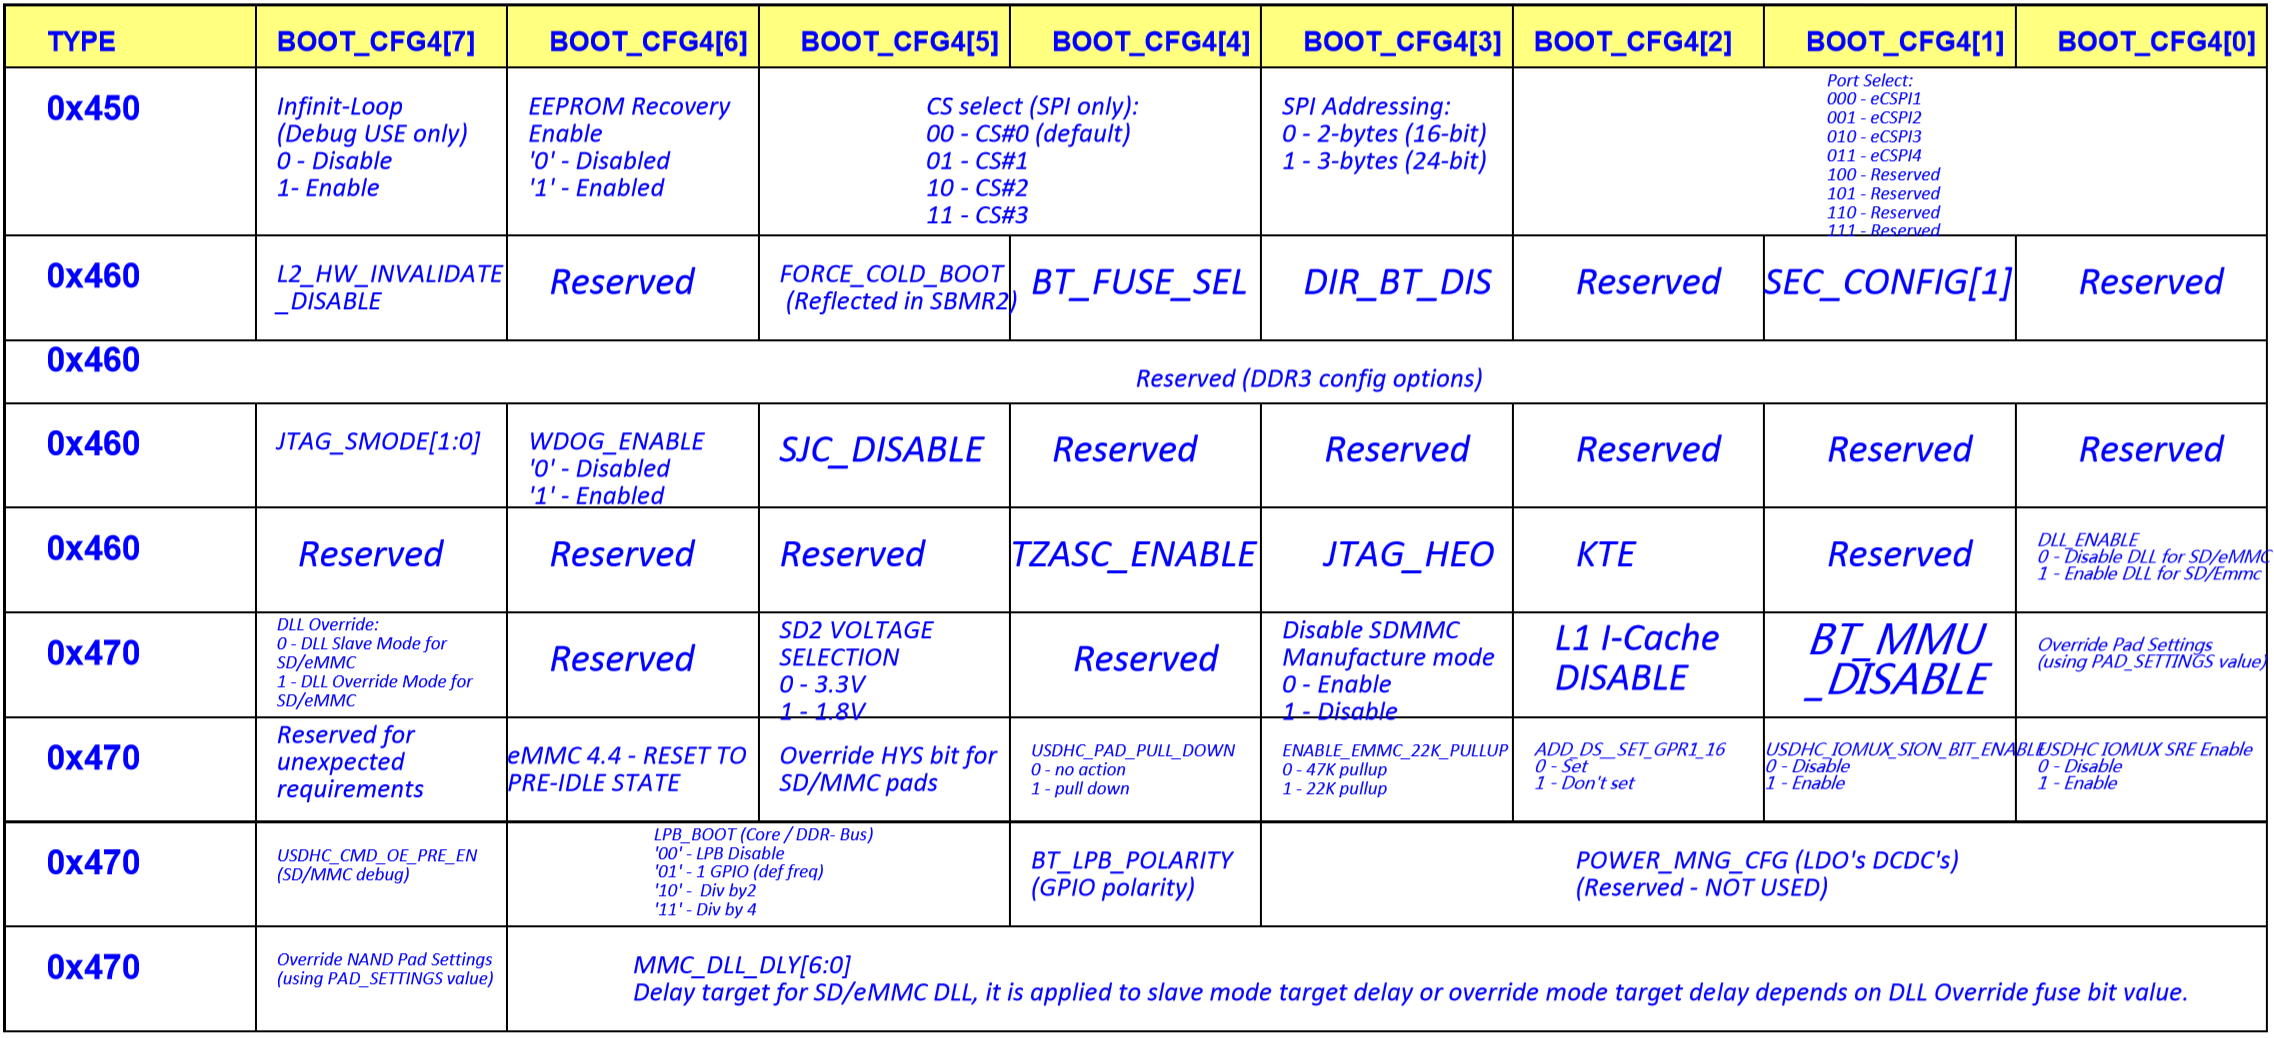 TYPE BOOT_CFG4[7] BOOT_CFG4[6] BOOT_CFG4[5] BOOT_CFG4[4] BOOT_CFG4[3] BOOT_CFG4[2] BOOT_CFG4[1] BOOT_CFG4[0]
0x450
Infinit-Loop
(Debug USE only)
0 - Disable
1- Enable
EEPROM Recovery
Enable
'0' - Disabled
'1' - Enabled
CS select (SPI only):
00 - CS#0 (default)
01 - CS#1
10 - CS#2
11 - CS#3
SPI Addressing:
0 - 2-bytes (16-bit)
1 - 3-bytes (24-bit)
Port Select:
000 - eCSPI1
001 - eCSPI2
010 - eCSPI3
011 - eCSPI4
100 - Reserved
101 - Reserved
110 - Reserved
111 - Reserved
0x460
L2_HW_INVALIDATE
_DISABLE
Reserved
FORCE_COLD_BOOT
(Reflected in SBMR2)
BT_FUSE_SEL
DIR_BT_DIS
Reserved
SEC_CONFIG[1]
Reserved
0x460
Reserved (DDR3 config options)
0x460
JTAG_SMODE[1:0]
WDOG_ENABLE
'0' - Disabled
'1' - Enabled
SJC_DISABLE
Reserved
Reserved
Reserved
Reserved
Reserved
0x460
Reserved
Reserved
Reserved
TZASC_ENABLE
JTAG_HEO
KTE
Reserved
DLL_ENABLE
0 - Disable DLL for SD/eMMC
1 - Enable DLL for SD/Emmc
0x470
DLL Override:
0 - DLL Slave Mode for
SD/eMMC
1 - DLL Override Mode for
SD/eMMC
Reserved
SD2 VOLTAGE
SELECTION
0 - 3.3V
1 - 1.8V
Reserved
Disable SDMMC
Manufacture mode
0 - Enable
1 - Disable
L1 I-Cache
DISABLE
BT_MMU
_DISABLE
Override Pad Settings
(using PAD_SETTINGS value)
0x470
Reserved for
unexpected
requirements
eMMC 4.4 - RESET TO
PRE-IDLE STATE
Override HYS bit for
SD/MMC pads
USDHC_PAD_PULL_DOWN
0 - no action
1 - pull down
ENABLE_EMMC_22K_PULLUP
0 - 47K pullup
1 - 22K pullup
ADD_DS__SET_GPR1_16
0 - Set
1 - Don't set
USDHC_IOMUX_SION_BIT_ENABLE
0 - Disable
1 - Enable
USDHC IOMUX SRE Enable
0 - Disable
1 - Enable
0x470
USDHC_CMD_OE_PRE_EN
(SD/MMC debug)
LPB_BOOT (Core / DDR- Bus)
'00' - LPB Disable
'01' - 1 GPIO (def freq)
'10' - Div by2
'11' - Div by 4
BT_LPB_POLARITY
(GPIO polarity)
POWER_MNG_CFG (LDO's DCDC's)
(Reserved - NOT USED)
0x470
Override NAND Pad Settings
(using PAD_SETTINGS value)
MMC_DLL_DLY[6:0]
Delay target for SD/eMMC DLL, it is applied to slave mode target delay or override mode target delay depends on DLL Override fuse bit value.